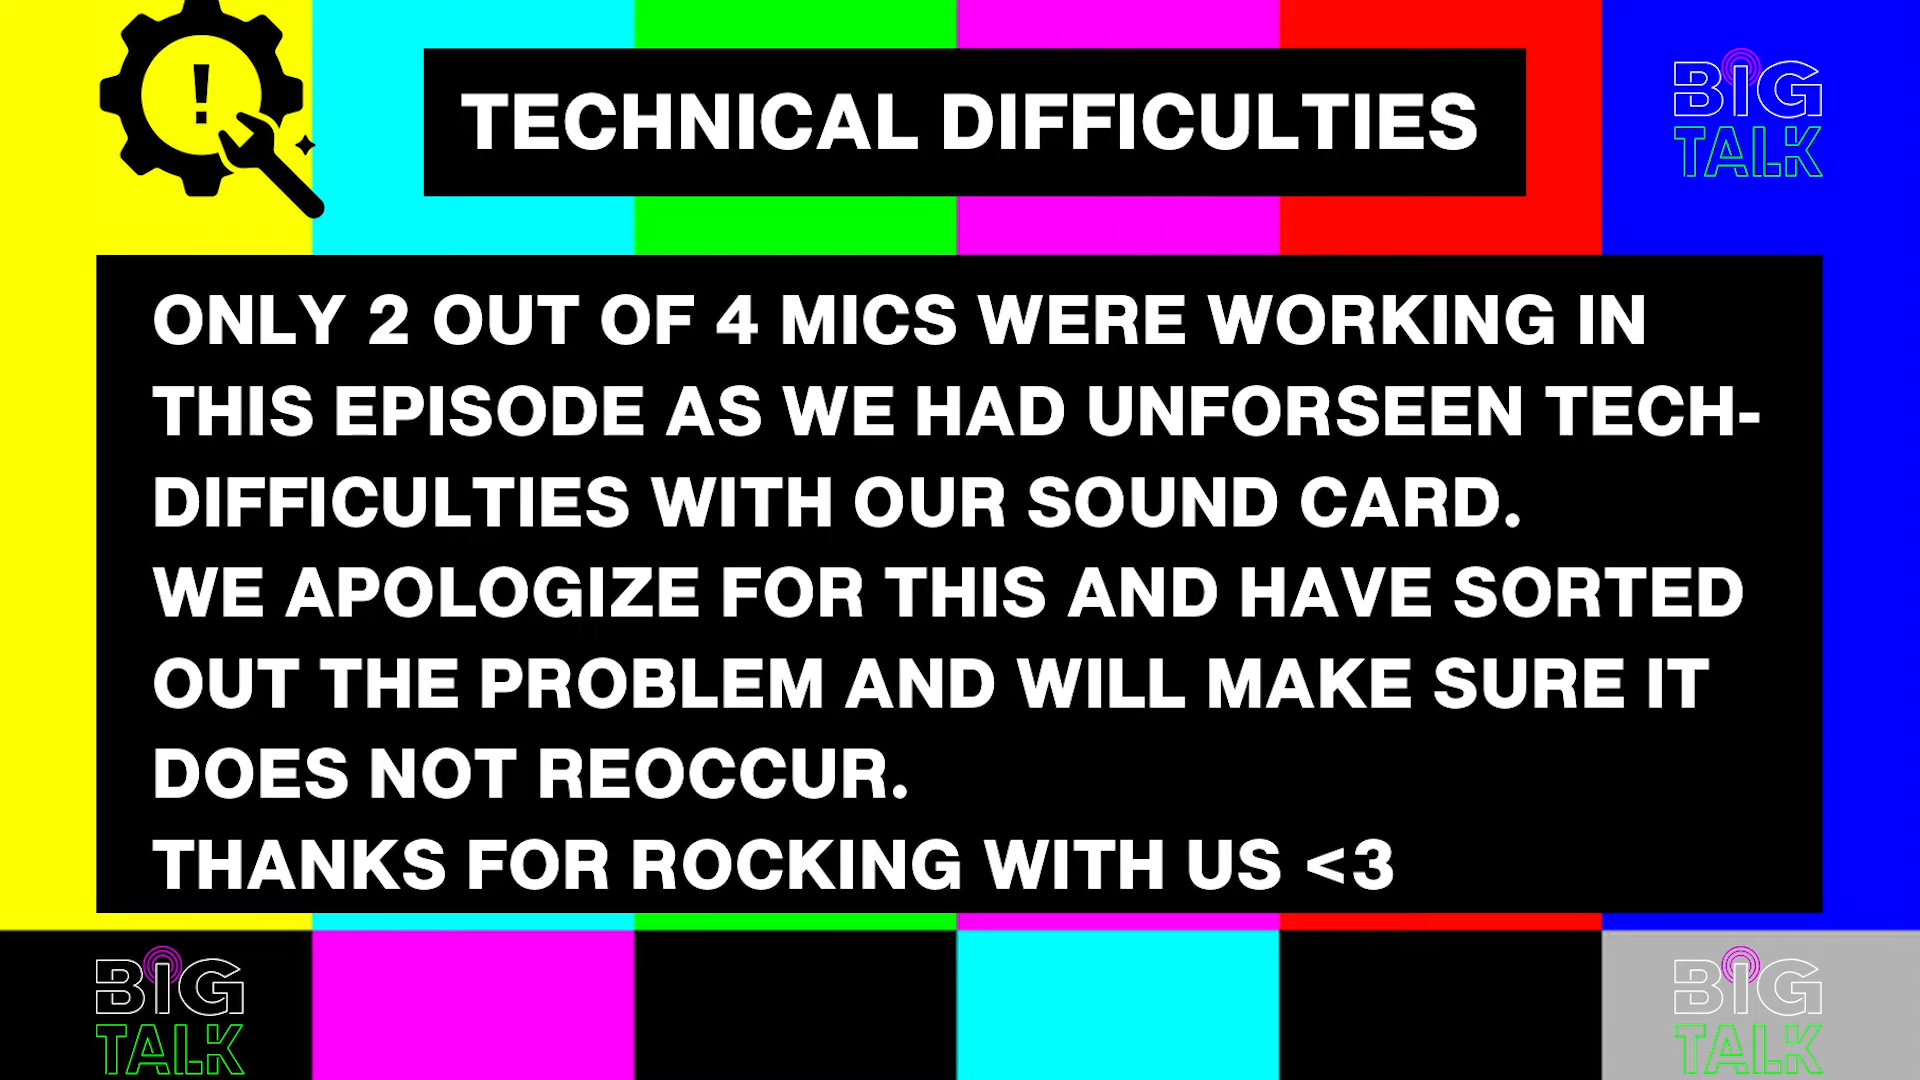 !
TECHNICAL DIFFICULTIES
BIG
TALK
ONLY 2 OUT OF 4 MICS WERE WORKING IN
THIS EPISODE AS WE HAD UNFORSEEN TECH-
DIFFICULTIES WITH OUR SOUND CARD.
WE APOLOGIZE FOR THIS AND HAVE SORTED
OUT THE PROBLEM AND WILL MAKE SURE IT
DOES NOT REOCCUR.
THANKS FOR ROCKING WITH US <3
BIG
TALK
BIG
TALK